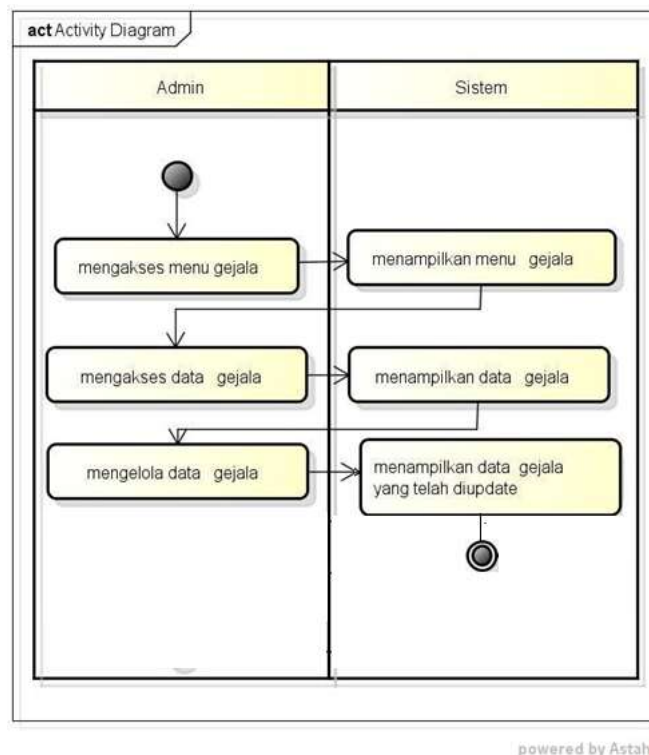 act Activity Diagram
Admin
Sistem
mengakses menu gejala
menampilkan menu gejala
mengakses data gejala
menampilkan data gejala
mengelola data gejala
menampilkan data gejala
yang telah diupdate
powered by Astah